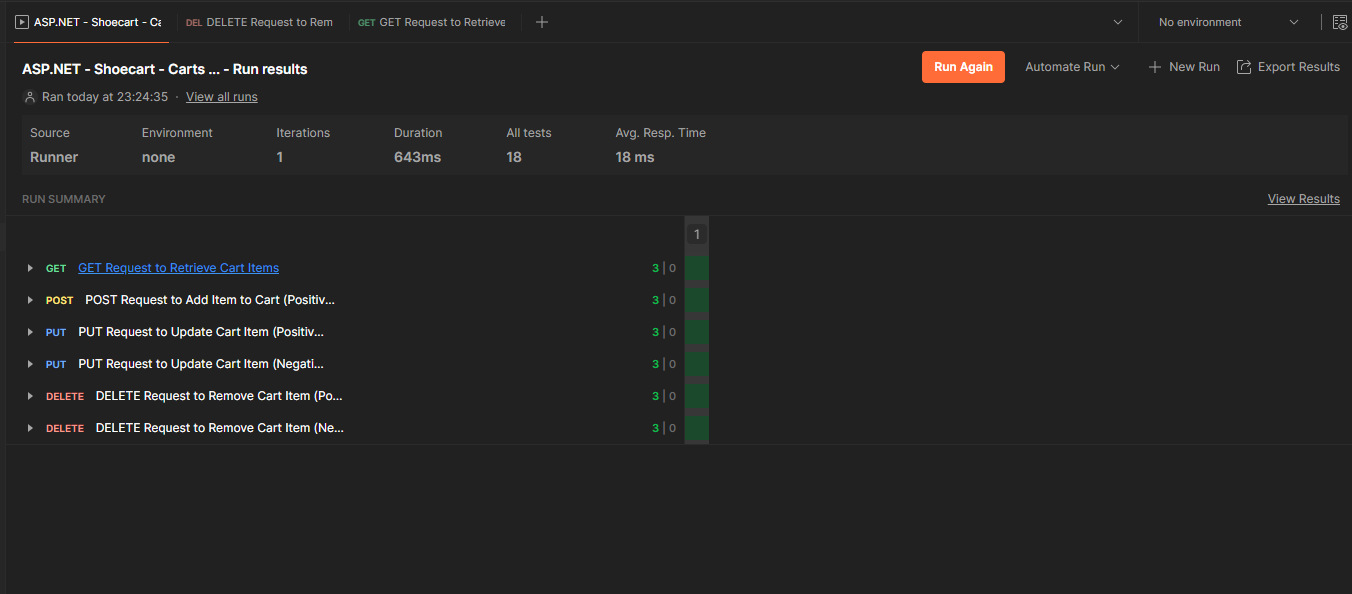 ASP.NET - Shoecart - Ca
DEL DELETE Request to Rem
GET GET Request to Retrieve
No environment
ASP.NET - Shoecart - Carts ... - Run results
Run Again
Automate Run
New Run
Export Results
Ran today at 23:24:35 · View all runs
Source Environment Iterations Duration All tests Avg. Resp. Time
Runner none 1 643ms 18 18 ms
RUN SUMMARY
View Results
1
GET GET Request to Retrieve Cart Items 3 | 0
POST POST Request to Add Item to Cart (Positiv... 3 | 0
PUT PUT Request to Update Cart Item (Positiv... 3 | 0
PUT PUT Request to Update Cart Item (Negati... 3 | 0
DELETE DELETE Request to Remove Cart Item (Po... 3 | 0
DELETE DELETE Request to Remove Cart Item (Ne... 3 | 0